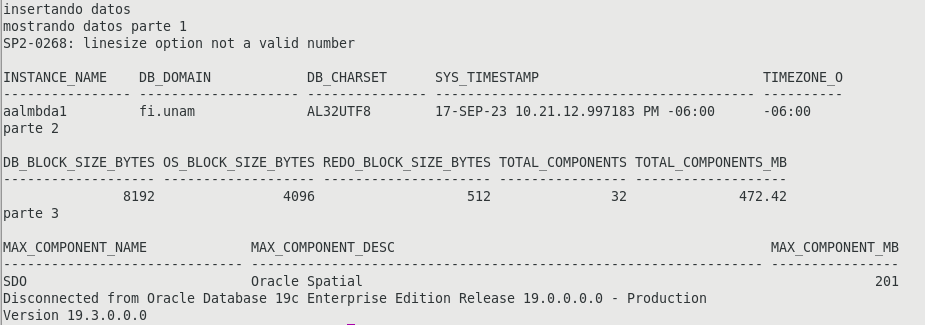 insertando datos
mostrando datos parte 1
SP2-0268: linesize option not a valid number

INSTANCE_NAME    DB_DOMAIN            DB_CHARSET      SYS_TIMESTAMP                            TIMEZONE_O
---------------- -------------------- --------------- ---------------------------------------- ----------
aalmbda1         fi.unam              AL32UTF8        17-SEP-23 10.21.12.997183 PM -06:00      -06:00
parte 2

DB_BLOCK_SIZE_BYTES OS_BLOCK_SIZE_BYTES REDO_BLOCK_SIZE_BYTES TOTAL_COMPONENTS TOTAL_COMPONENTS_MB
------------------- ------------------- --------------------- ---------------- -------------------
               8192                4096                   512               32              472.42
parte 3

MAX_COMPONENT_NAME             MAX_COMPONENT_DESC                                               MAX_COMPONENT_MB
------------------------------ ---------------------------------------------------------------- ----------------
SDO                            Oracle Spatial                                                                201
Disconnected from Oracle Database 19c Enterprise Edition Release 19.0.0.0.0 - Production
Version 19.3.0.0.0